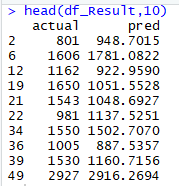 > head(df_Result,10)
actual pred
2 801 948.7015
6 1606 1781.0822
12 1162 922.9590
19 1650 1051.5528
21 1543 1048.6927
22 981 1137.5251
34 1550 1502.7070
36 1005 887.5357
39 1530 1160.7156
49 2927 2916.2694